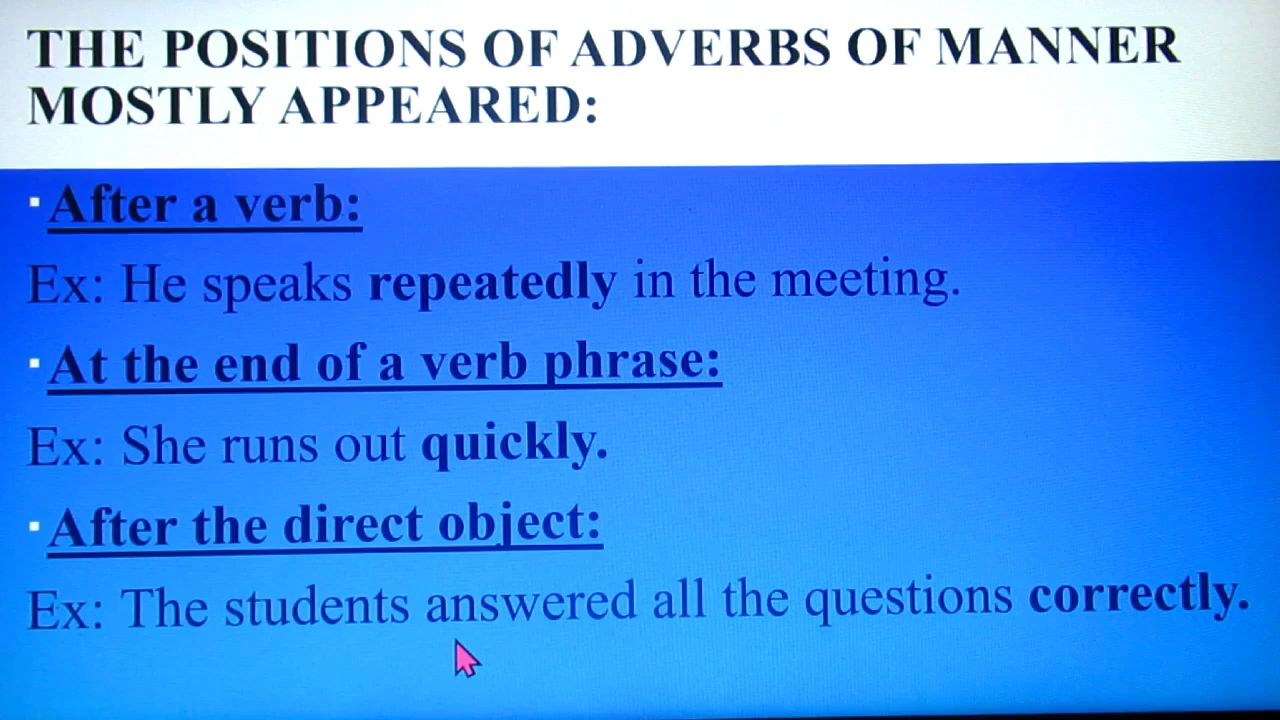 THE POSITIONS OF ADVERBS OF MANNER
MOSTLY APPEARED:
▪ After a verb:
Ex: He speaks repeatedly in the meeting.
▪ At the end of a verb phrase:
Ex: She runs out quickly.
▪ After the direct object:
Ex: The students answered all the questions correctly.